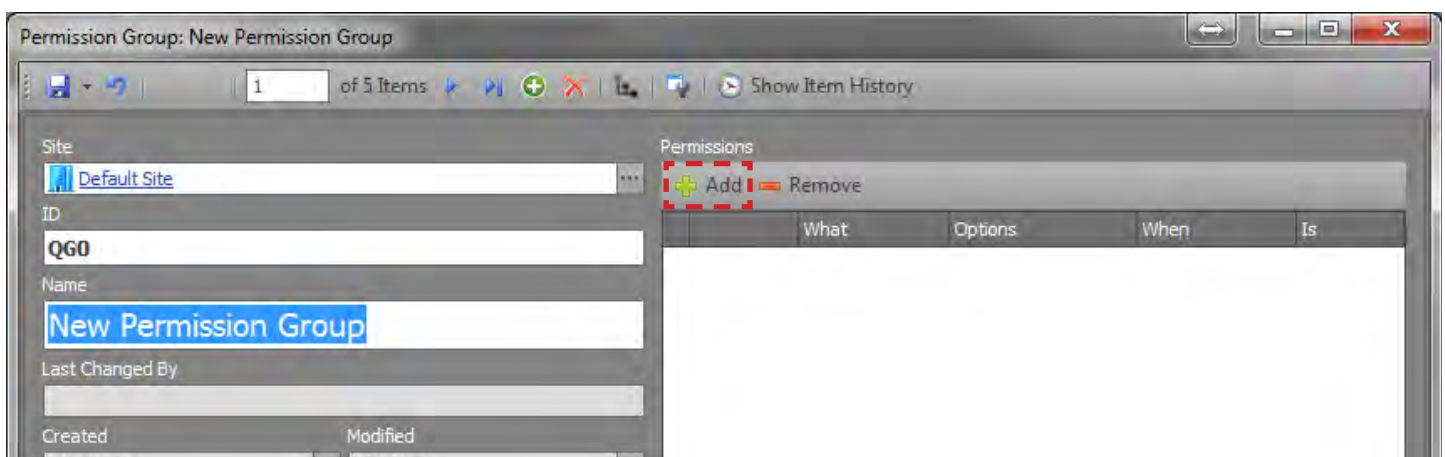 Permission Group: New Permission Group
1 of 5 Items Show Item History
Site
Default Site
ID
QG0
Name
New Permission Group
Last Changed By
Created Modified
Permissions
Add Remove
What Options When Is